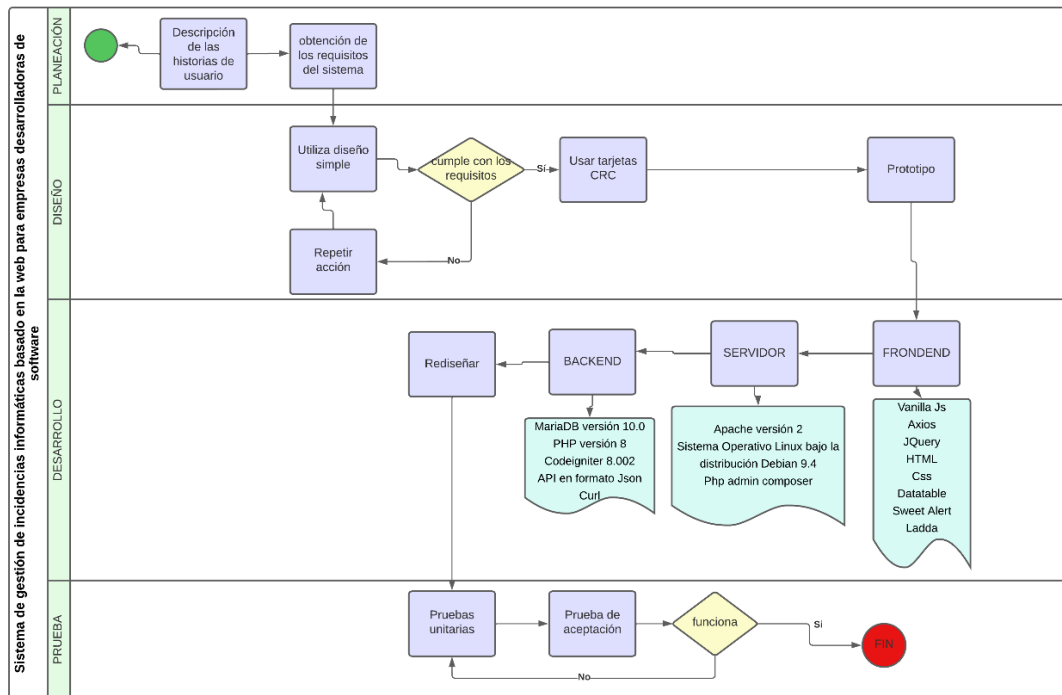 Sistema de gestión de incidencias informáticas basado en la web para empresas desarrolladoras de
software
PLANEACIÓN
Descripción
de las
historias de
usuario
obtención de
los requisitos
del sistema
DISEÑO
Utiliza diseño
simple
cumple con los
requisitos
Sí
Usar tarjetas
CRC
Prototipo
Repetir
acción
No
DESARROLLO
Rediseñar
BACKEND
SERVIDOR
FRONDEND
MariaDB versión 10.0
PHP versión 8
Codeigniter 8.002
API en formato Json
Curl
Apache versión 2
Sistema Operativo Linux bajo la
distribución Debian 9.4
Php admin composer
Vanilla Js
Axios
JQuery
HTML
Css
Datatable
Sweet Alert
Ladda
PRUEBA
Pruebas
unitarias
Prueba de
aceptación
funciona
Si
FIN
No